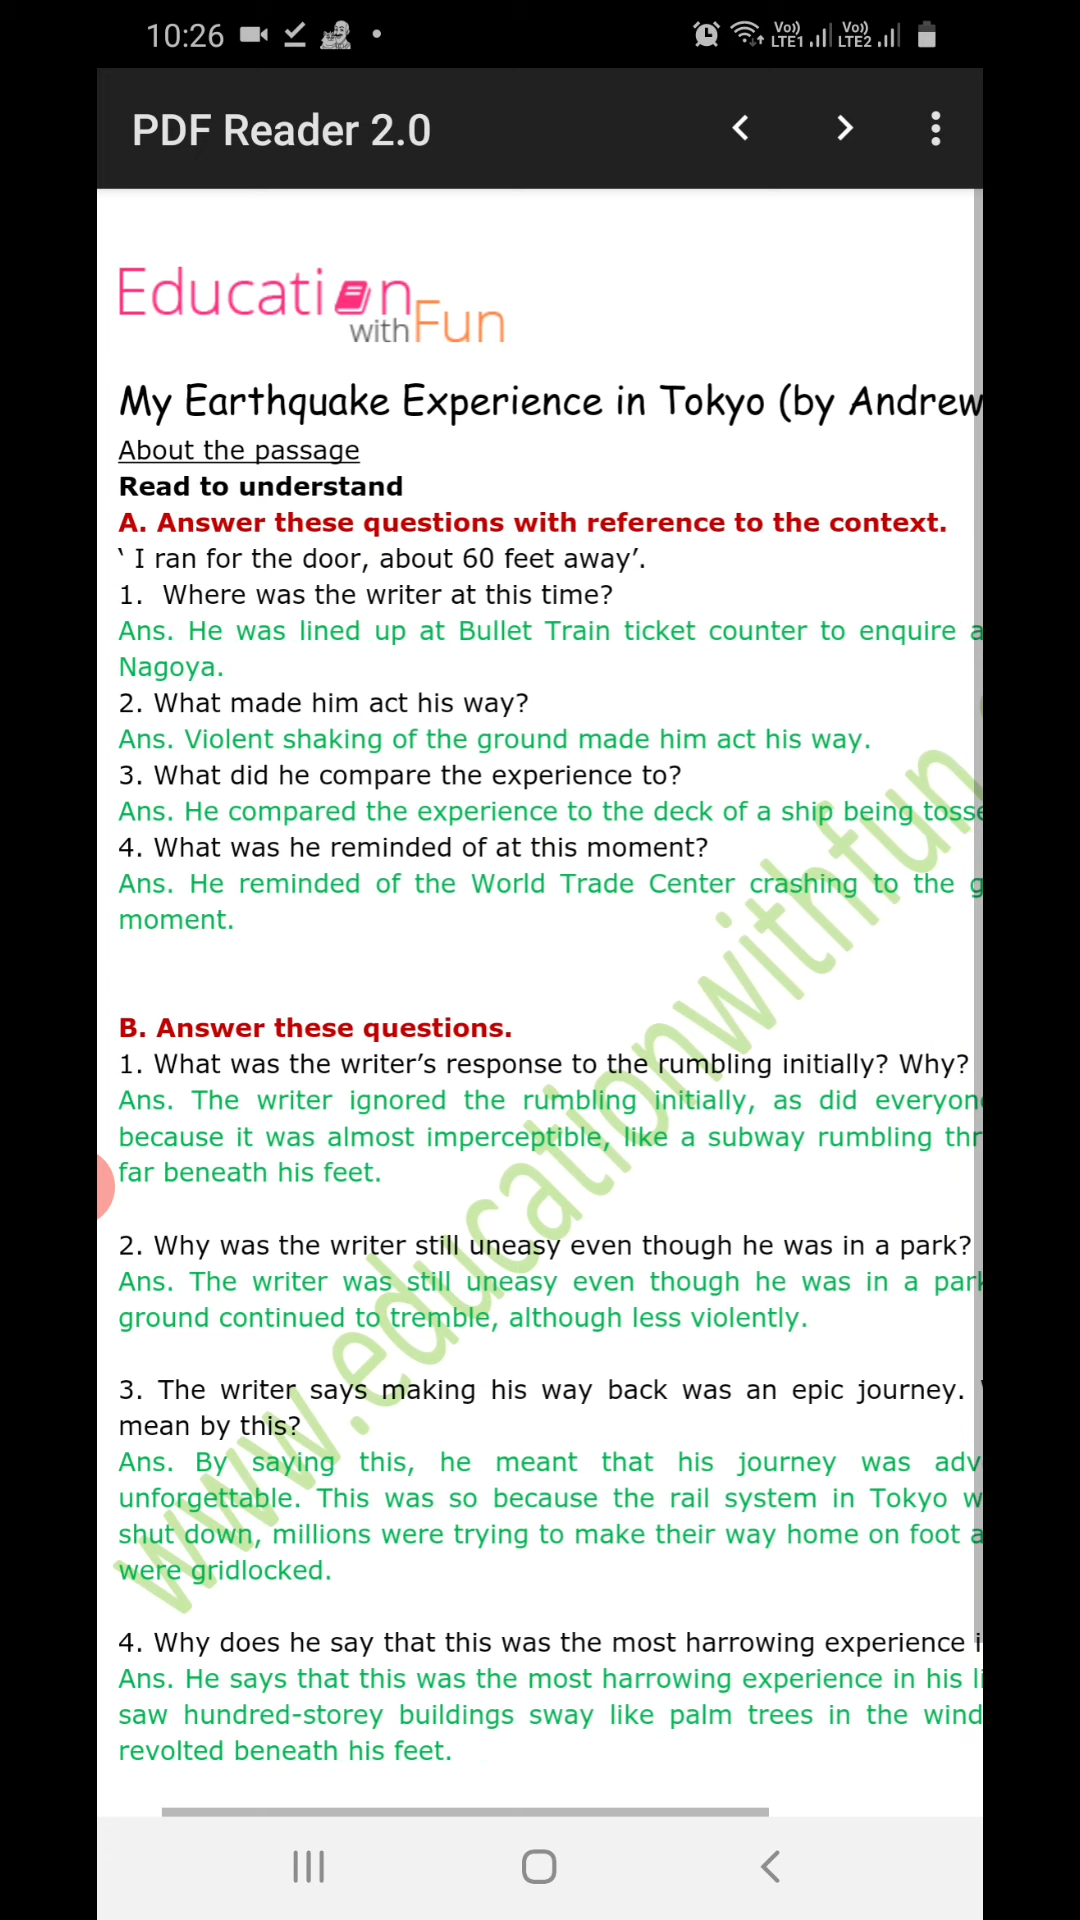 10:26
Vo)) LTE1 Vo)) LTE2
PDF Reader 2.0
Education
with Fun
My Earthquake Experience in Tokyo (by Andrew
About the passage
Read to understand
A. Answer these questions with reference to the context.
‘ I ran for the door, about 60 feet away’.
1. Where was the writer at this time?
Ans. He was lined up at Bullet Train ticket counter to enquire a
Nagoya.
2. What made him act his way?
Ans. Violent shaking of the ground made him act his way.
3. What did he compare the experience to?
Ans. He compared the experience to the deck of a ship being tosse
4. What was he reminded of at this moment?
Ans. He reminded of the World Trade Center crashing to the g
moment.
B. Answer these questions.
1. What was the writer’s response to the rumbling initially? Why?
Ans. The writer ignored the rumbling initially, as did everyon
because it was almost imperceptible, like a subway rumbling thr
far beneath his feet.
2. Why was the writer still uneasy even though he was in a park?
Ans. The writer was still uneasy even though he was in a park
ground continued to tremble, although less violently.
3. The writer says making his way back was an epic journey.
mean by this?
Ans. By saying this, he meant that his journey was adv
unforgettable. This was so because the rail system in Tokyo w
shut down, millions were trying to make their way home on foot a
were gridlocked.
4. Why does he say that this was the most harrowing experience i
Ans. He says that this was the most harrowing experience in his li
saw hundred-storey buildings sway like palm trees in the wind
revolted beneath his feet.
www.educationwithfun.